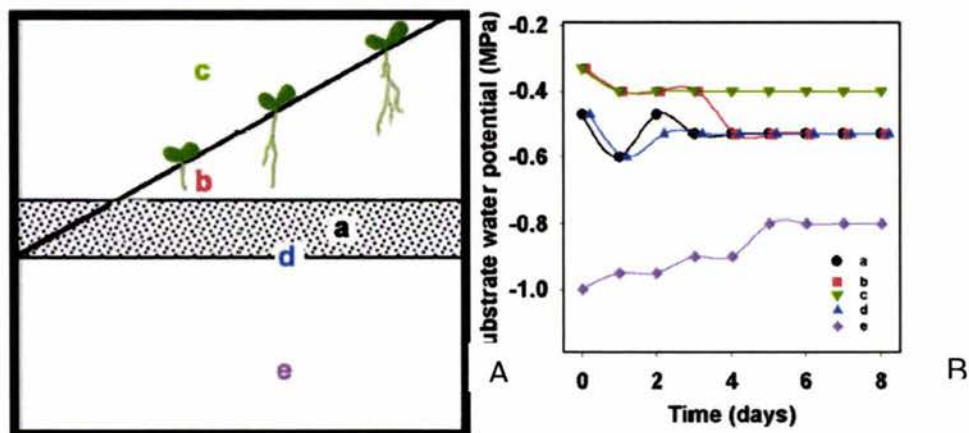 c
b
a
d
e
A
ubstrate water potential (MPa)
-0.2
-0.4
-0.6
-0.8
-1.0
a
b
c
d
e
0 2 4 6 8
Time (days)
B